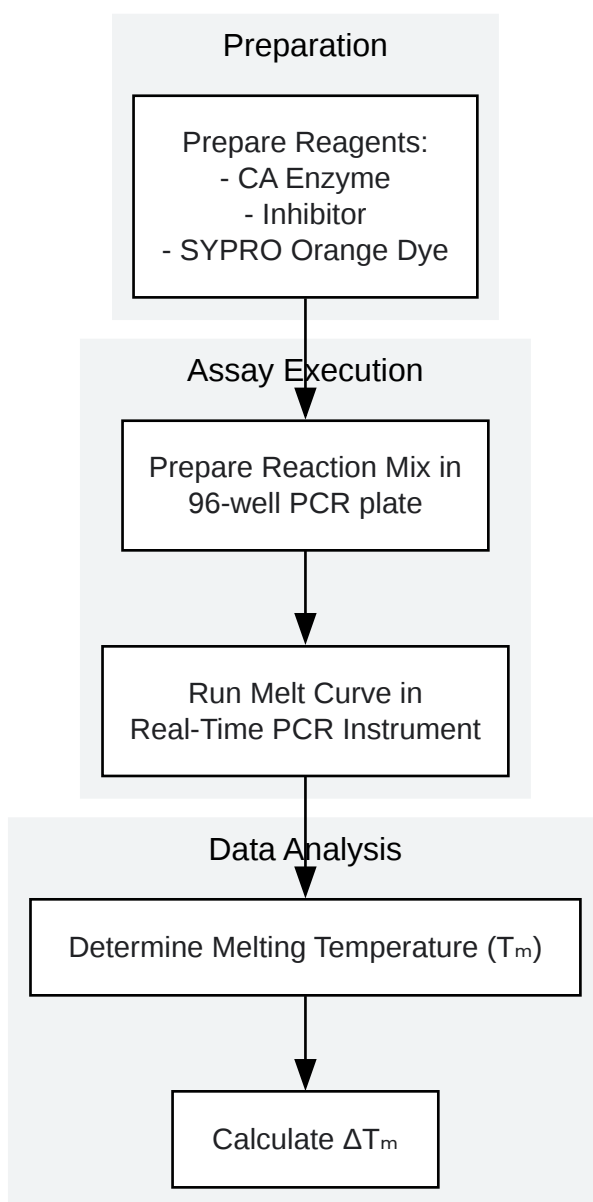 Preparation
Prepare Reagents:
- CA Enzyme
- Inhibitor
- SYPRO Orange Dye
Assay Execution
Prepare Reaction Mix in
96-well PCR plate
Run Melt Curve in
Real-Time PCR Instrument
Data Analysis
Determine Melting Temperature (Tₘ)
Calculate ΔTₘ